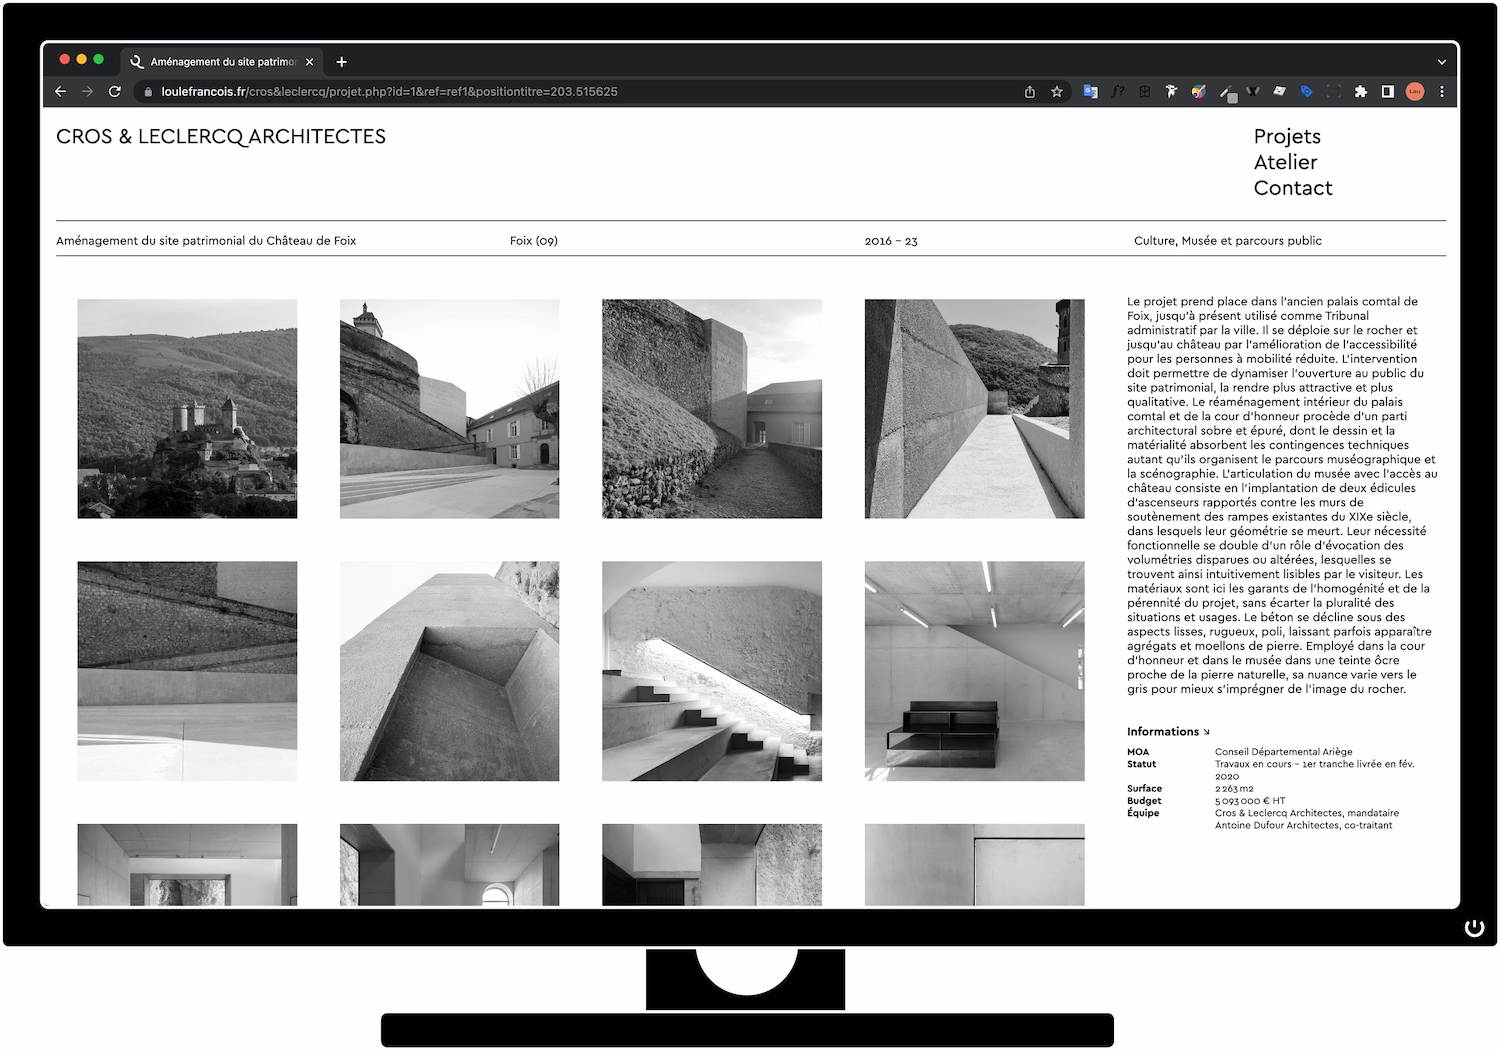 Aménagement du site patrimo
loulefrancois.fr/cros&leclercq/projet.php?id=1&ref=ref1&positiontitre=203.515625
CROS & LECLERCQ ARCHITECTES
Projets
Atelier
Contact
Aménagement du site patrimonial du Château de Foix Foix (09) 2016 – 23 Culture, Musée et parcours public
Le projet prend place dans l'ancien palais comtal de
Foix, jusqu'à présent utilisé comme Tribunal
administratif par la ville. Il se déploie sur le rocher et
jusqu'au château par l'amélioration de l'accessibilité
pour les personnes à mobilité réduite. L'intervention
doit permettre de dynamiser l'ouverture au public du
site patrimonial, la rendre plus attractive et plus
qualitative. Le réaménagement intérieur du palais
comtal et de la cour d'honneur procède d'un parti
architectural sobre et épuré, dont le dessin et la
matérialité absorbent les contingences techniques
autant qu'ils organisent le parcours muséographique et
la scénographie. L'articulation du musée avec l'accès au
château consiste en l'implantation de deux édicules
d'ascenseurs rapportés contre les murs de
soutènement des rampes existantes du XIXe siècle,
dans lesquels leur géométrie se meurt. Leur nécessité
fonctionnelle se double d'un rôle d'évocation des
volumétries disparues ou altérées, lesquelles se
trouvent ainsi intuitivement lisibles par le visiteur. Les
matériaux sont ici les garants de l'homogénité et de la
pérennité du projet, sans écarter la pluralité des
situations et usages. Le béton se décline sous des
aspects lisses, rugueux, poli, laissant parfois apparaître
agrégats et moellons de pierre. Employé dans la cour
d'honneur et dans le musée dans une teinte ôcre
proche de la pierre naturelle, sa nuance varie vers le
gris pour mieux s'imprégner de l'image du rocher.
Informations ↘
MOA Conseil Départemental Ariège
Statut Travaux en cours – 1er tranche livrée en fév.
2020
Surface 2 263 m2
Budget 5 093 000 € HT
Équipe Cros & Leclercq Architectes, mandataire
Antoine Dufour Architectes, co-traitant